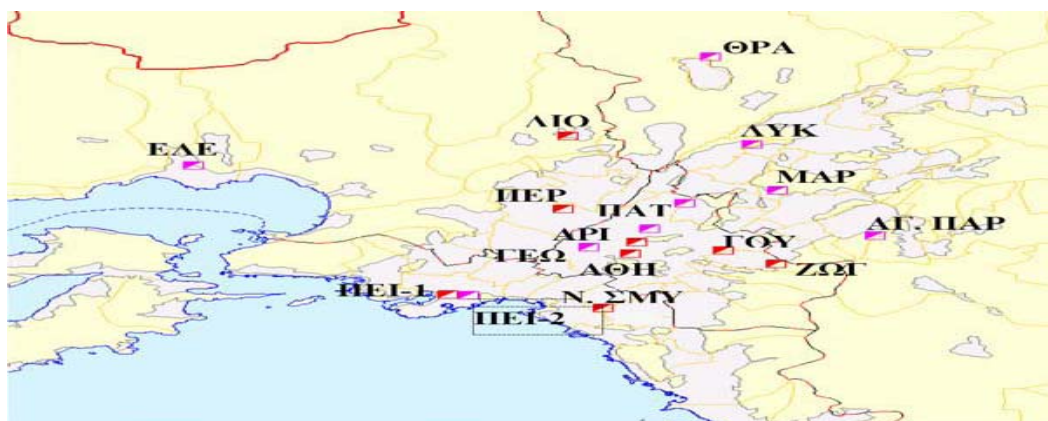 ΘΡΑ
ΛΙΟ
ΛΥΚ
ΕΛΕ
ΜΑΡ
ΠΕΡ
ΠΑΤ
ΑΓ. ΠΑΡ
ΑΡΙ
ΓΟΥ
ΓΕΩ
ΑΘΗ
ΖΩΓ
ΠΕΙ-1
Ν. ΣΜΥ
ΠΕΙ-2